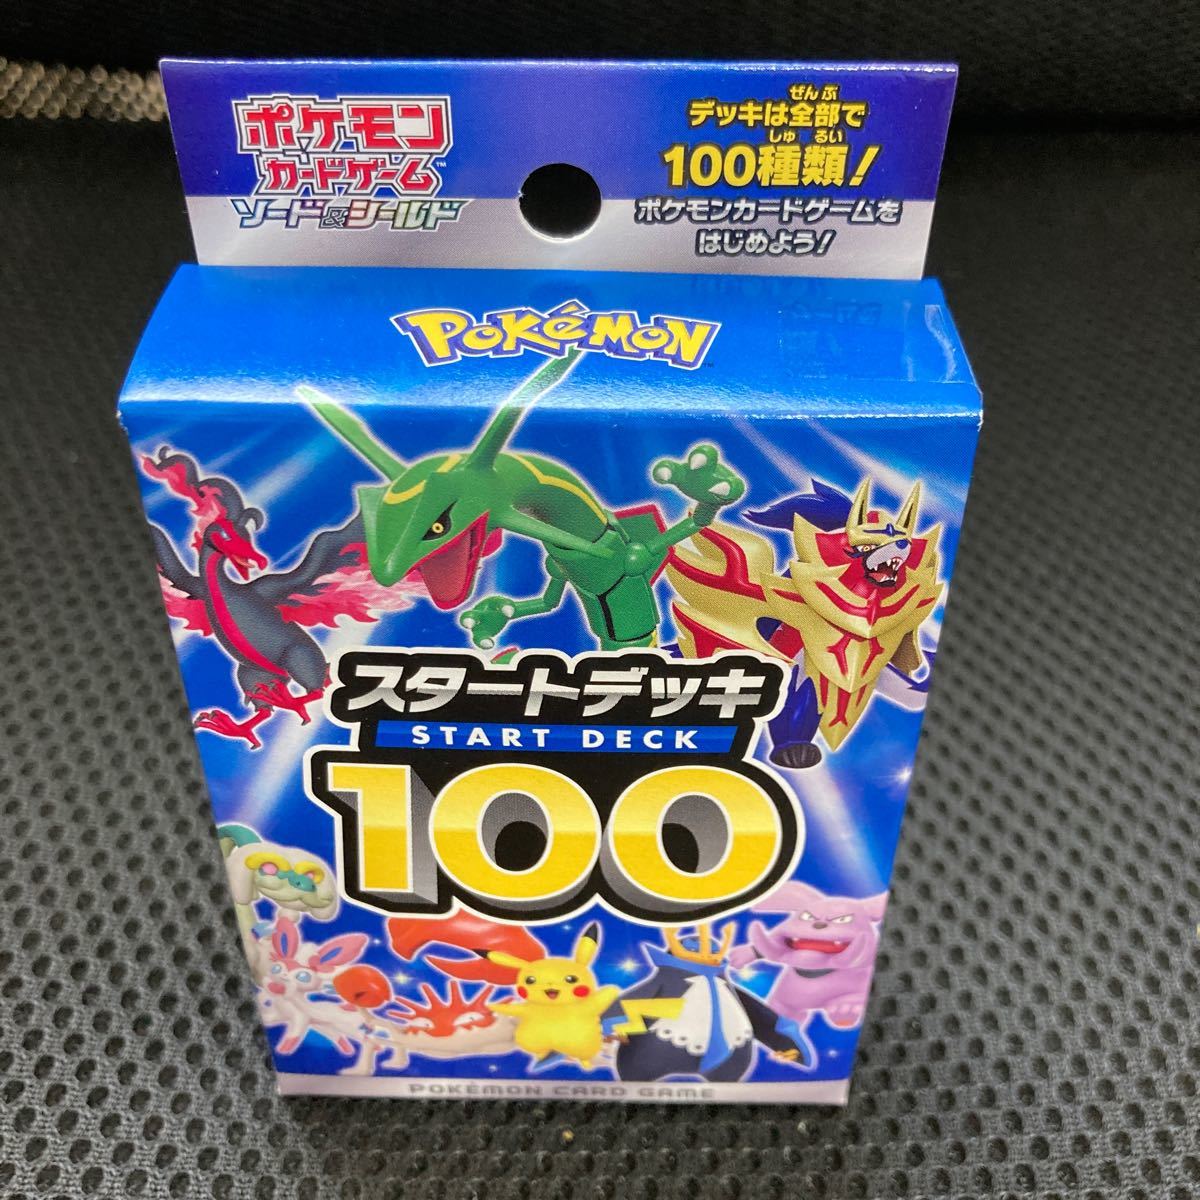 ポケモン
カードゲーム™
ソード&シールド
ぜんぶ
デッキは全部で
しゅ るい
100種類!
ポケモンカードゲームを
はじめよう!
POKéMON™
スタートデッキ
START DECK
100
POKÉMON CARD GAME